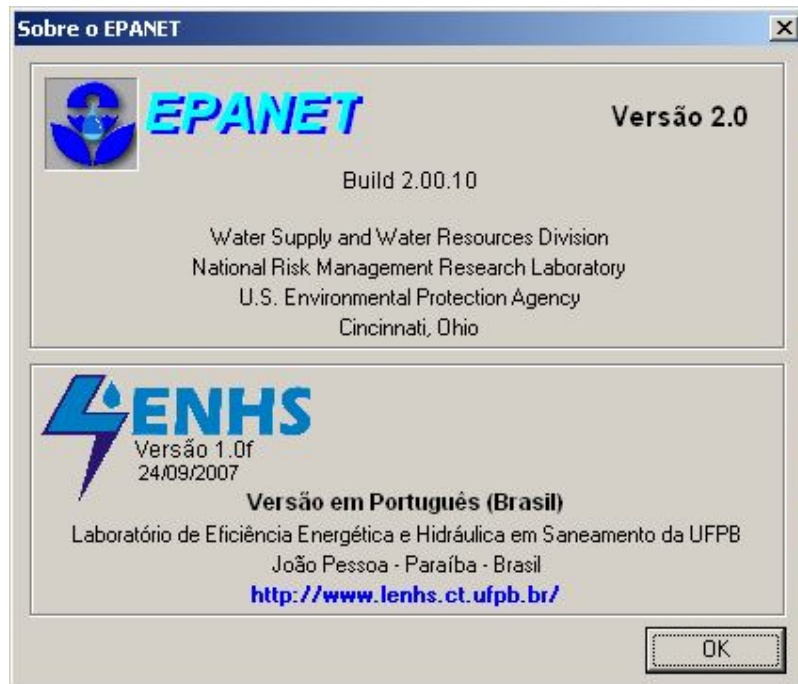 Sobre o EPANET
EPANET
Versão 2.0
Build 2.00.10
Water Supply and Water Resources Division
National Risk Management Research Laboratory
U.S. Environmental Protection Agency
Cincinnati, Ohio
LENHS
Versão 1.0f
24/09/2007
Versão em Português (Brasil)
Laboratório de Eficiência Energética e Hidráulica em Saneamento da UFPB
João Pessoa - Paraíba - Brasil
http://www.lenhs.ct.ufpb.br/
OK